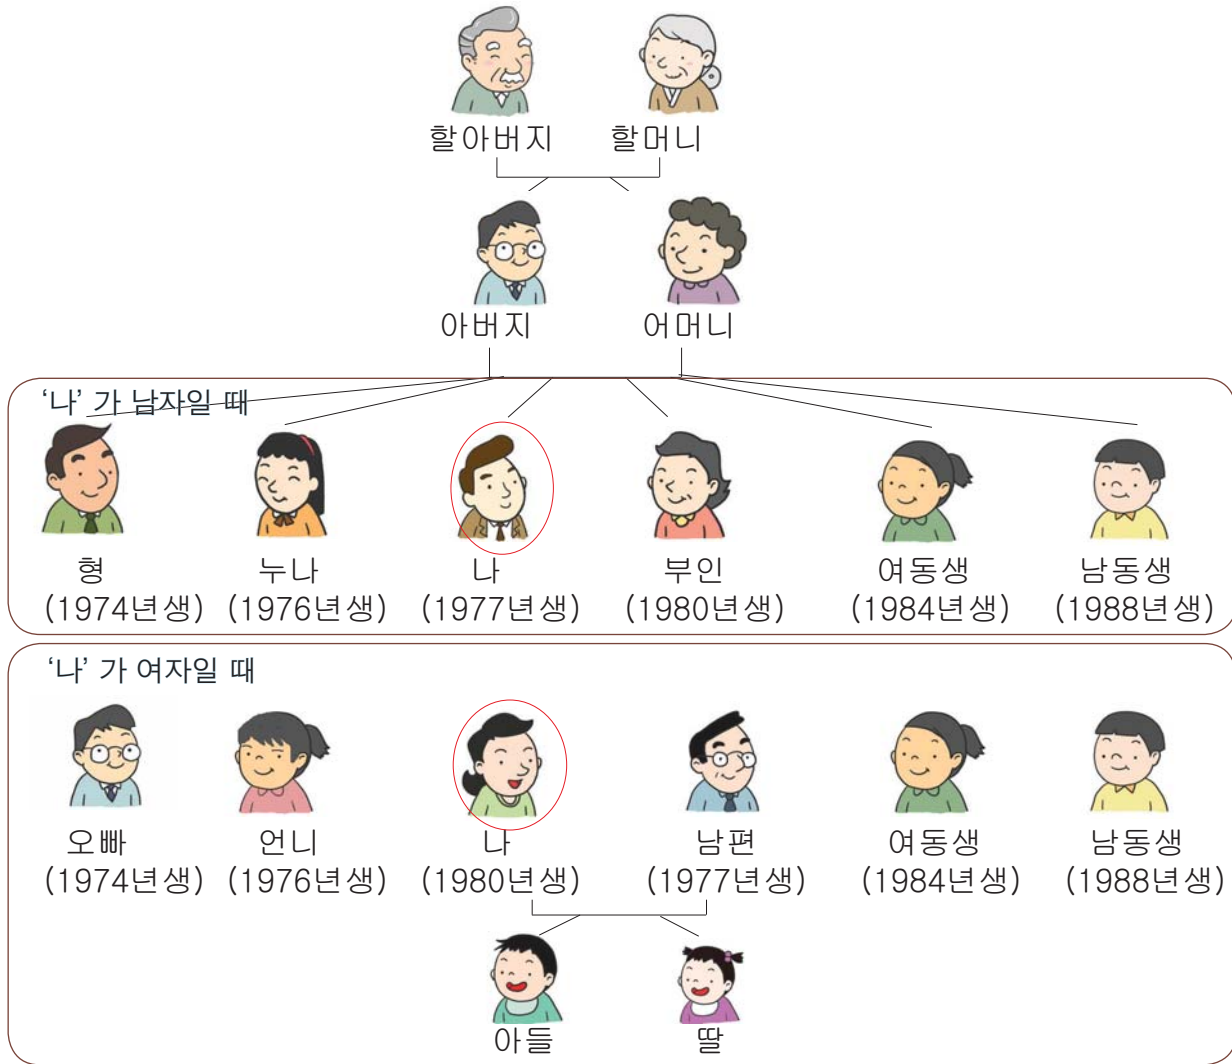 할아버지 할머니
아버지 어머니
‘나’ 가 남자일 때
형 누나 나 부인 여동생 남동생
(1974년생) (1976년생) (1977년생) (1980년생) (1984년생) (1988년생)
‘나’ 가 여자일 때
오빠 언니 나 남편 여동생 남동생
(1974년생) (1976년생) (1980년생) (1977년생) (1984년생) (1988년생)
아들 딸